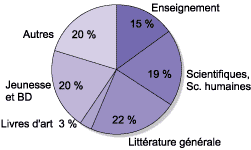 Enseignement
15 %
Autres
20 %
19 %
Scientifiques,
Sc. humaines
Jeunesse
et BD
20 %
Livres d'art
3 %
22 %
Littérature générale